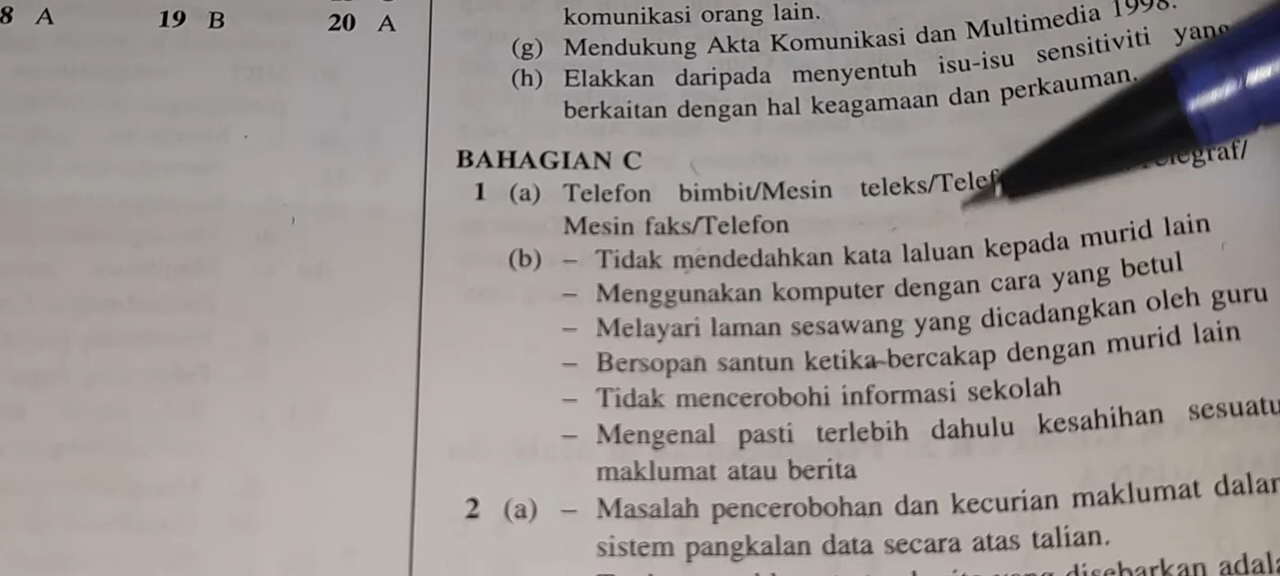 8 A 19 B 20 A
komunikasi orang lain.
(g) Mendukung Akta Komunikasi dan Multimedia 1998.
(h) Elakkan daripada menyentuh isu-isu sensitiviti yang
berkaitan dengan hal keagamaan dan perkauman.
BAHAGIAN C
1 (a) Telefon bimbit/Mesin teleks/
Mesin faks/Telefon
(b) – Tidak mendedahkan kata laluan kepada murid lain
– Menggunakan komputer dengan cara yang betul
– Melayari laman sesawang yang dicadangkan oleh guru
– Bersopan santun ketika bercakap dengan murid lain
– Tidak mencerobohi informasi sekolah
– Mengenal pasti terlebih dahulu kesahihan sesuatu
maklumat atau berita
2 (a) – Masalah pencerobohan dan kecurian maklumat dalam
sistem pangkalan data secara atas talian.